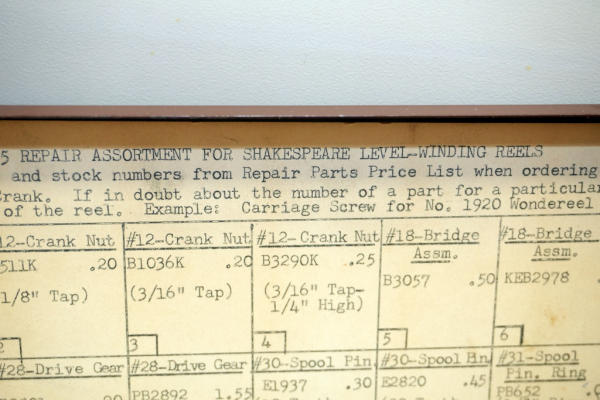 5 REPAIR ASSORTMENT FOR SHAKESPEARE LEVEL-WINDING REELS
and stock numbers from Repair Parts Price List when ordering
Crank. If in doubt about the number of a part for a particular
of the reel. Example: Carriage Screw for No. 1920 Wondereel
12-Crank Nut
511K .20
1/8" Tap)
2
#12-Crank Nut
B1036K .20
(3/16" Tap)
3
#12-Crank Nut
B3290K .25
(3/16" Tap-
1/4" High)
4
#18-Bridge
Assm.
B3057 .50
5
#18-Bridge
Assm.
KEB2978
6
#28-Drive Gear
#28-Drive Gear
PB2892 1.55
#30-Spool Pin
E1937 .30
#30-Spool Pin
E2820 .45
#31-Spool
Pin. Ring
PB652